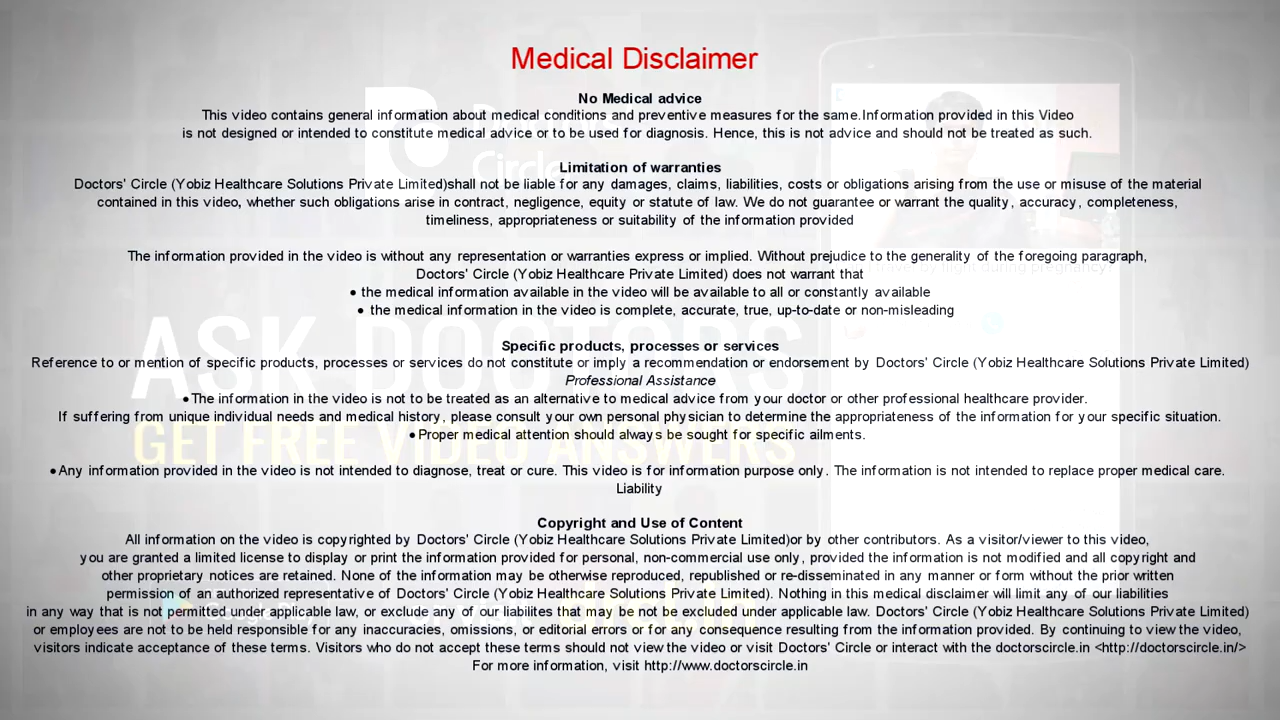 Medical Disclaimer
No Medical advice
This video contains general information about medical conditions and preventive measures for the same.Information provided in this Video
is not designed or intended to constitute medical advice or to be used for diagnosis. Hence, this is not advice and should not be treated as such.
Limitation of warranties
Doctors' Circle (Yobiz Healthcare Solutions Private Limited)shall not be liable for any damages, claims, liabilities, costs or obligations arising from the use or misuse of the material
contained in this video, whether such obligations arise in contract, negligence, equity or statute of law. We do not guarantee or warrant the quality, accuracy, completeness,
timeliness, appropriateness or suitability of the information provided
The information provided in the video is without any representation or warranties express or implied. Without prejudice to the generality of the foregoing paragraph,
Doctors' Circle (Yobiz Healthcare Private Limited) does not warrant that
● the medical information available in the video will be available to all or constantly available
● the medical information in the video is complete, accurate, true, up-to-date or non-misleading
Specific products, processes or services
Reference to or mention of specific products, processes or services do not constitute or imply a recommendation or endorsement by Doctors' Circle (Yobiz Healthcare Solutions Private Limited)
Professional Assistance
●The information in the video is not to be treated as an alternative to medical advice from your doctor or other professional healthcare provider.
If suffering from unique individual needs and medical history, please consult your own personal physician to determine the appropriateness of the information for your specific situation.
●Proper medical attention should always be sought for specific ailments.
●Any information provided in the video is not intended to diagnose, treat or cure. This video is for information purpose only. The information is not intended to replace proper medical care.
Liability
Copyright and Use of Content
All information on the video is copyrighted by Doctors' Circle (Yobiz Healthcare Solutions Private Limited)or by other contributors. As a visitor/viewer to this video,
you are granted a limited license to display or print the information provided for personal, non-commercial use only, provided the information is not modified and all copyright and
other proprietary notices are retained. None of the information may be otherwise reproduced, republished or re-disseminated in any manner or form without the prior written
permission of an authorized representative of Doctors' Circle (Yobiz Healthcare Solutions Private Limited). Nothing in this medical disclaimer will limit any of our liabilities
in any way that is not permitted under applicable law, or exclude any of our liabilites that may be not be excluded under applicable law. Doctors' Circle (Yobiz Healthcare Solutions Private Limited)
or employees are not to be held responsible for any inaccuracies, omissions, or editorial errors or for any consequence resulting from the information provided. By continuing to view the video,
visitors indicate acceptance of these terms. Visitors who do not accept these terms should not view the video or visit Doctors' Circle or interact with the doctorscircle.in <http://doctorscircle.in/>
For more information, visit http://www.doctorscircle.in
Circle
ASK DOCTORS
GET FREE VIDEO ANSWERS
travel by flight during pregnancy?
Google Play